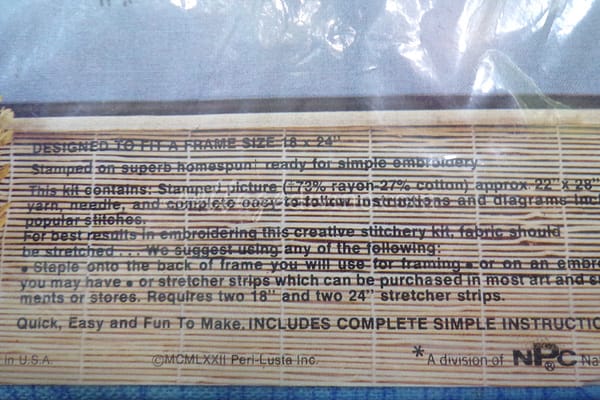 DESIGNED TO FIT A FRAME SIZE 18 x 24"
Stamped on superb homespun ready for simple embroidery.
This kit contains: Stamped picture (±73% rayon-27% cotton) approx. 22" x 28"
yarn, needle, and complete easy to follow instructions and diagrams incl
popular stitches.
For best results in embroidering this creative stitchery kit, fabric should
be stretched . . . We suggest using any of the following:
• Staple onto the back of frame you will use for framing • or on an embro
you may have • or stretcher strips which can be purchased in most art and su
ments or stores. Requires two 18" and two 24" stretcher strips.
Quick, Easy and Fun To Make. INCLUDES COMPLETE SIMPLE INSTRUCTIO
in U.S.A. ©MCMLXXII Peri-Lusta Inc. *A division of NPC® Na